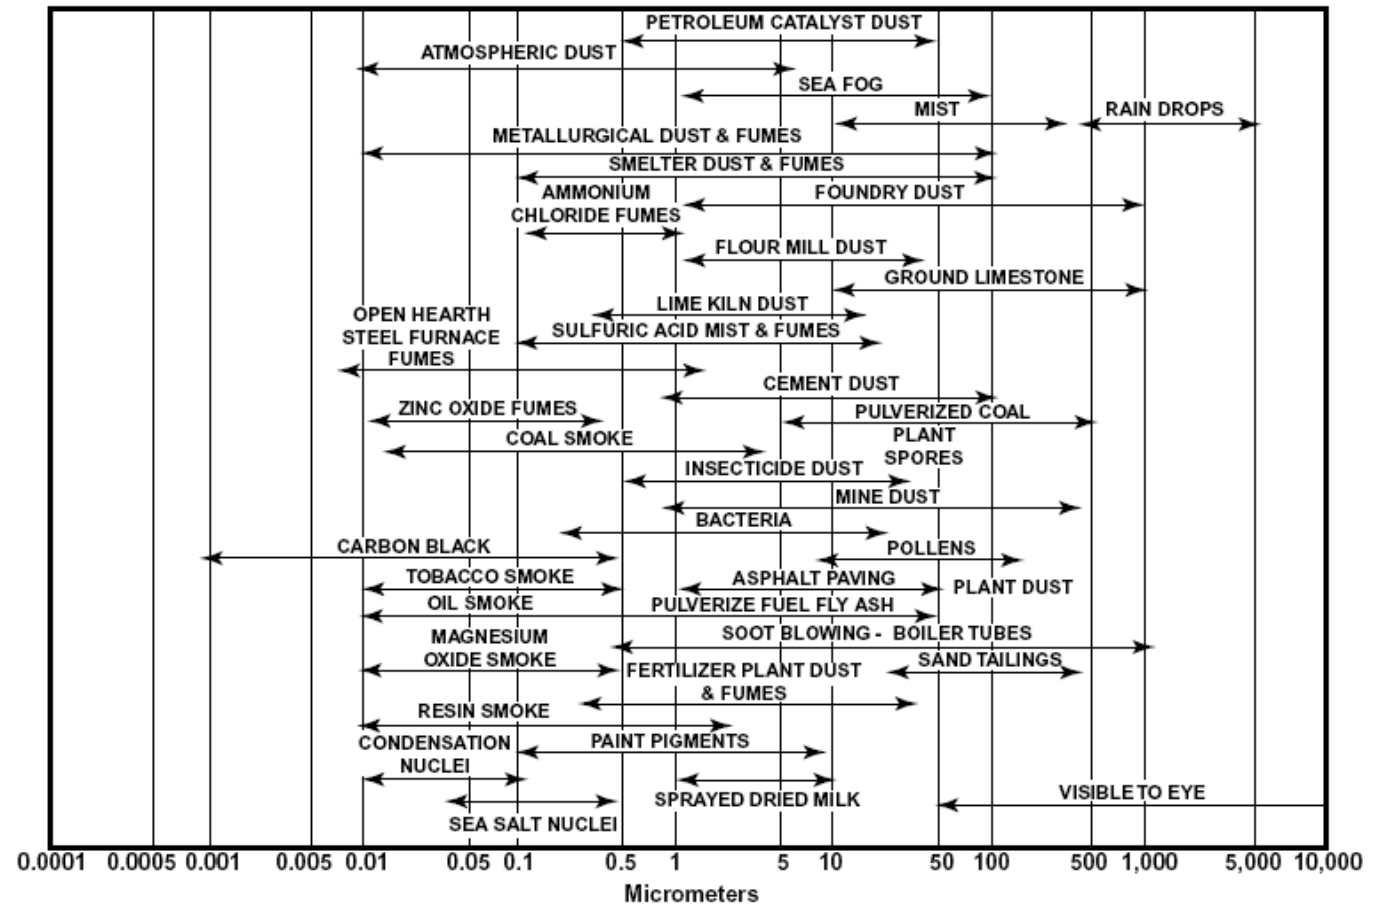 PETROLEUM CATALYST DUST
ATMOSPHERIC DUST
SEA FOG
MIST
RAIN DROPS
METALLURGICAL DUST & FUMES
SMELTER DUST & FUMES
AMMONIUM
CHLORIDE FUMES
FOUNDRY DUST
FLOUR MILL DUST
GROUND LIMESTONE
LIME KILN DUST
OPEN HEARTH
STEEL FURNACE
FUMES
SULFURIC ACID MIST & FUMES
CEMENT DUST
ZINC OXIDE FUMES
PULVERIZED COAL
COAL SMOKE
PLANT
SPORES
INSECTICIDE DUST
MINE DUST
BACTERIA
CARBON BLACK
POLLENS
TOBACCO SMOKE
ASPHALT PAVING
PLANT DUST
OIL SMOKE
PULVERIZE FUEL FLY ASH
MAGNESIUM
OXIDE SMOKE
SOOT BLOWING - BOILER TUBES
SAND TAILINGS
FERTILIZER PLANT DUST
& FUMES
RESIN SMOKE
CONDENSATION
NUCLEI
PAINT PIGMENTS
SPRAYED DRIED MILK
VISIBLE TO EYE
SEA SALT NUCLEI
0.0001 0.0005 0.001 0.005 0.01 0.05 0.1 0.5 1 5 10 50 100 500 1,000 5,000 10,000
Micrometers